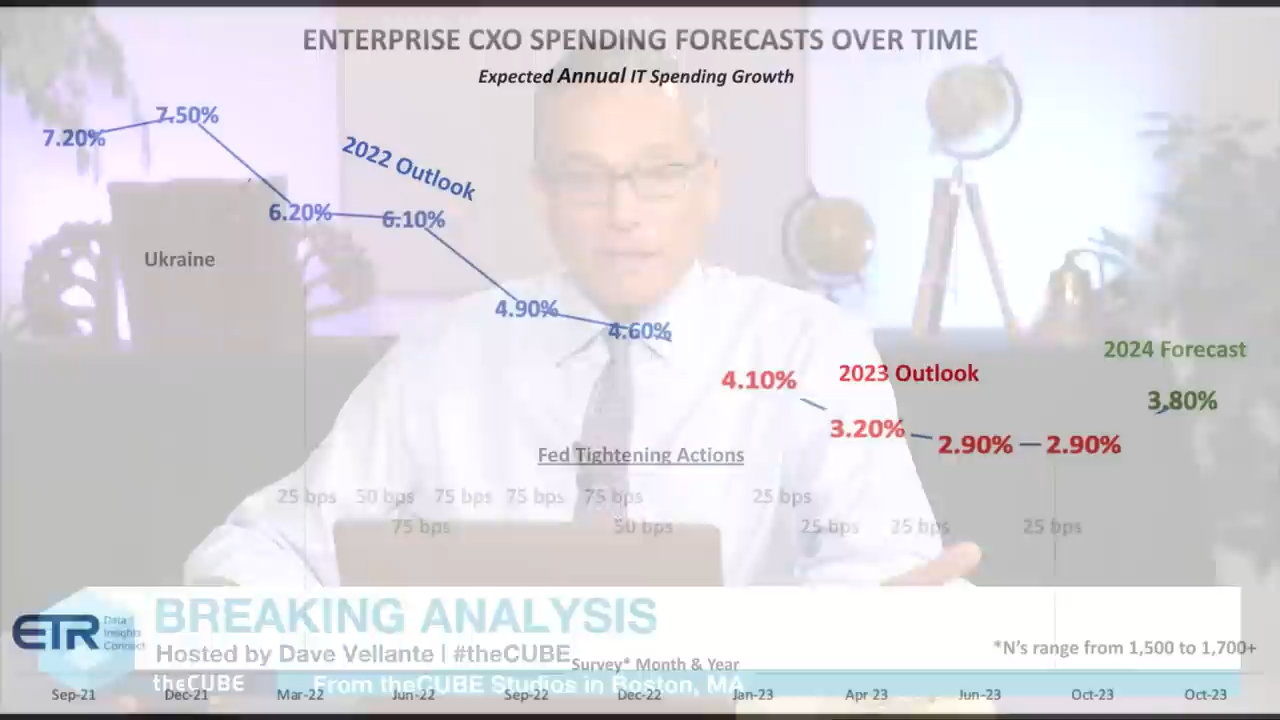 ENTERPRISE CXO SPENDING FORECASTS OVER TIME
Expected Annual IT Spending Growth
7.20%
7.50%
2022 Outlook
6.20%
6.10%
Ukraine
4.90%
4.60%
2024 Forecast
4.10%
2023 Outlook
3.80%
3.20%
2.90%
2.90%
Fed Tightening Actions
25 bps 50 bps 75 bps 75 bps 75 bps 25 bps
75 bps 50 bps 25 bps 25 bps 25 bps
ETR Data Insights Connect
BREAKING ANALYSIS
Hosted by Dave Vellante | #theCUBE
*N's range from 1,500 to 1,700+
Survey* Month & Year
theCUBE From theCUBE Studios in Boston, MA
Sep-21 Dec-21 Mar-22 Jun-22 Sep-22 Dec-22 Jan-23 Apr 23 Jun-23 Oct-23 Oct-23